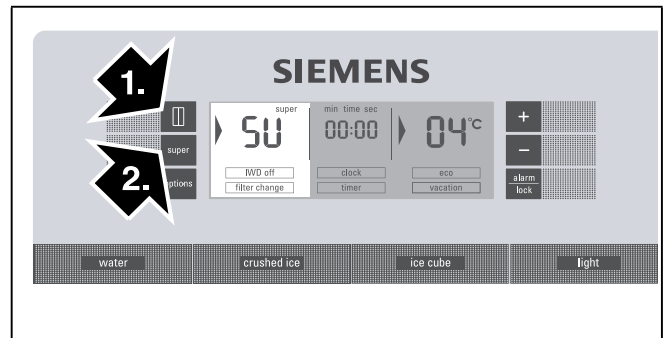 SIEMENS
1.
super
min time sec
SU
00:00
04°C
+
super
−
2.
options
IWD off
clock
eco
alarm
lock
filter change
timer
vacation
water
crushed ice
ice cube
light